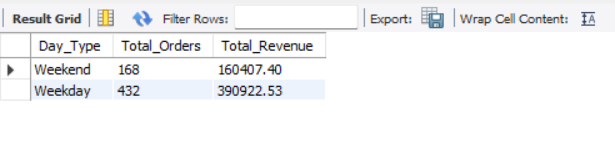 Result Grid Filter Rows: Export: Wrap Cell Content: IA
Day_Type Total_Orders Total_Revenue
Weekend 168 160407.40
Weekday 432 390922.53